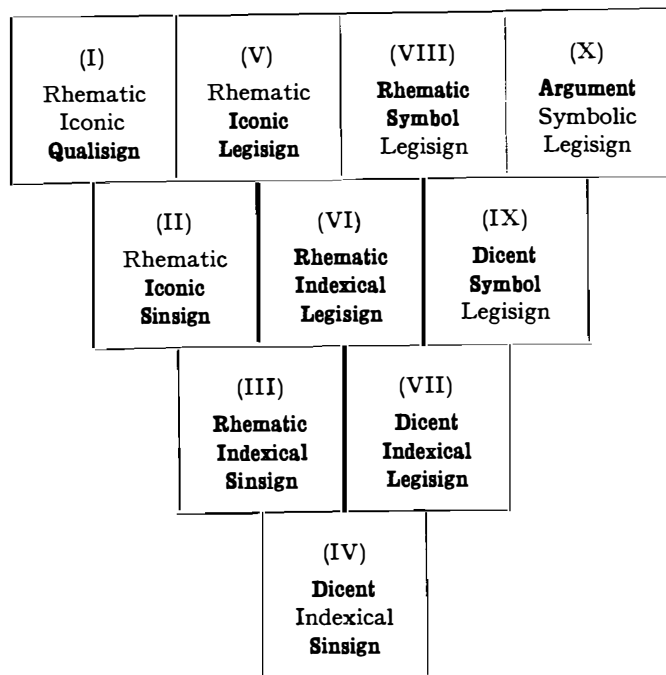 (I)
Rhematic
Iconic
Qualisign
(V)
Rhematic
Iconic
Legisign
(VIII)
Rhematic
Symbol
Legisign
(X)
Argument
Symbolic
Legisign
(II)
Rhematic
Iconic
Sinsign
(VI)
Rhematic
Indexical
Legisign
(IX)
Dicent
Symbol
Legisign
(III)
Rhematic
Indexical
Sinsign
(VII)
Dicent
Indexical
Legisign
(IV)
Dicent
Indexical
Sinsign